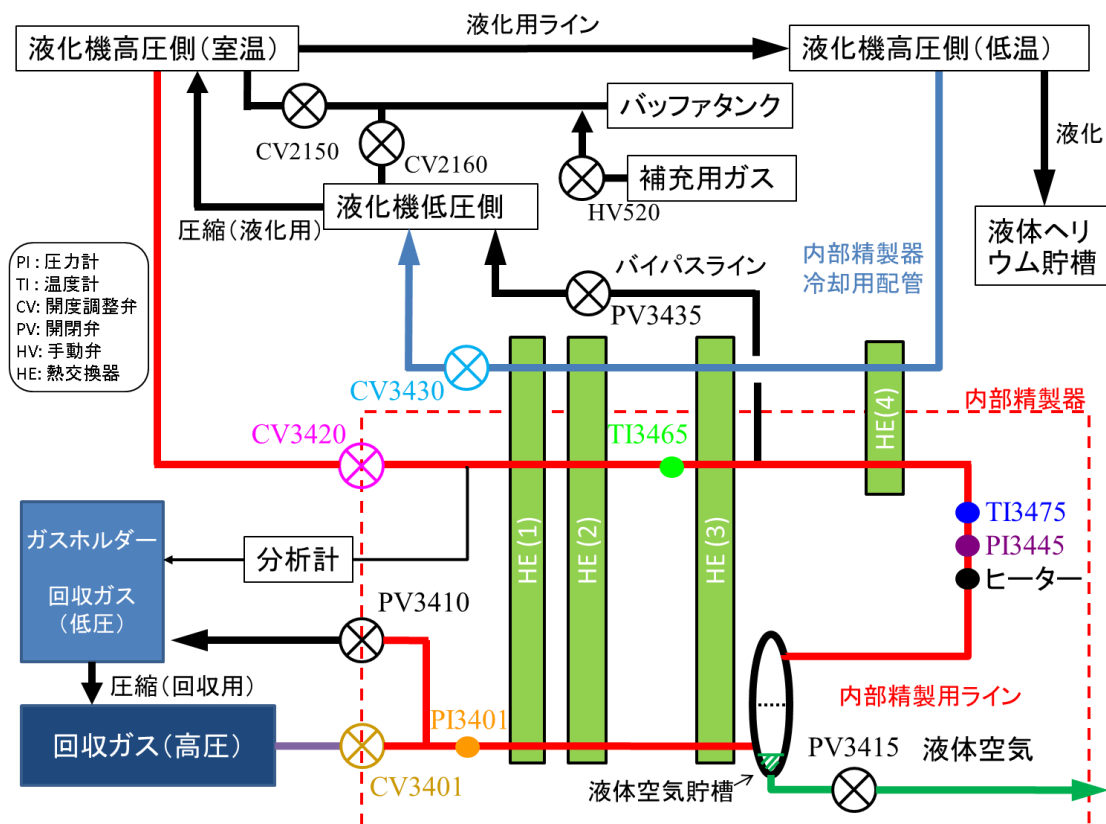 液化用ライン
液化機高圧側(室温)
液化機高圧側(低温)
バッファタンク
CV2150
CV2160
液化
補充用ガス
HV520
液化機低圧側
圧縮(液化用)
液体ヘリ
ウム貯槽
内部精製器
冷却用配管
バイパスライン
PV3435
PI : 圧力計
TI : 温度計
CV: 開度調整弁
PV: 開閉弁
HV: 手動弁
HE: 熱交換器
CV3430
内部精製器
CV3420
TI3465
HE(4)
TI3475
PI3445
ヒーター
HE (1)
HE (2)
HE (3)
ガスホルダー
回収ガス
(低圧)
分析計
PV3410
圧縮(回収用)
内部精製用ライン
PI3401
回収ガス(高圧)
CV3401
PV3415
液体空気
液体空気貯槽